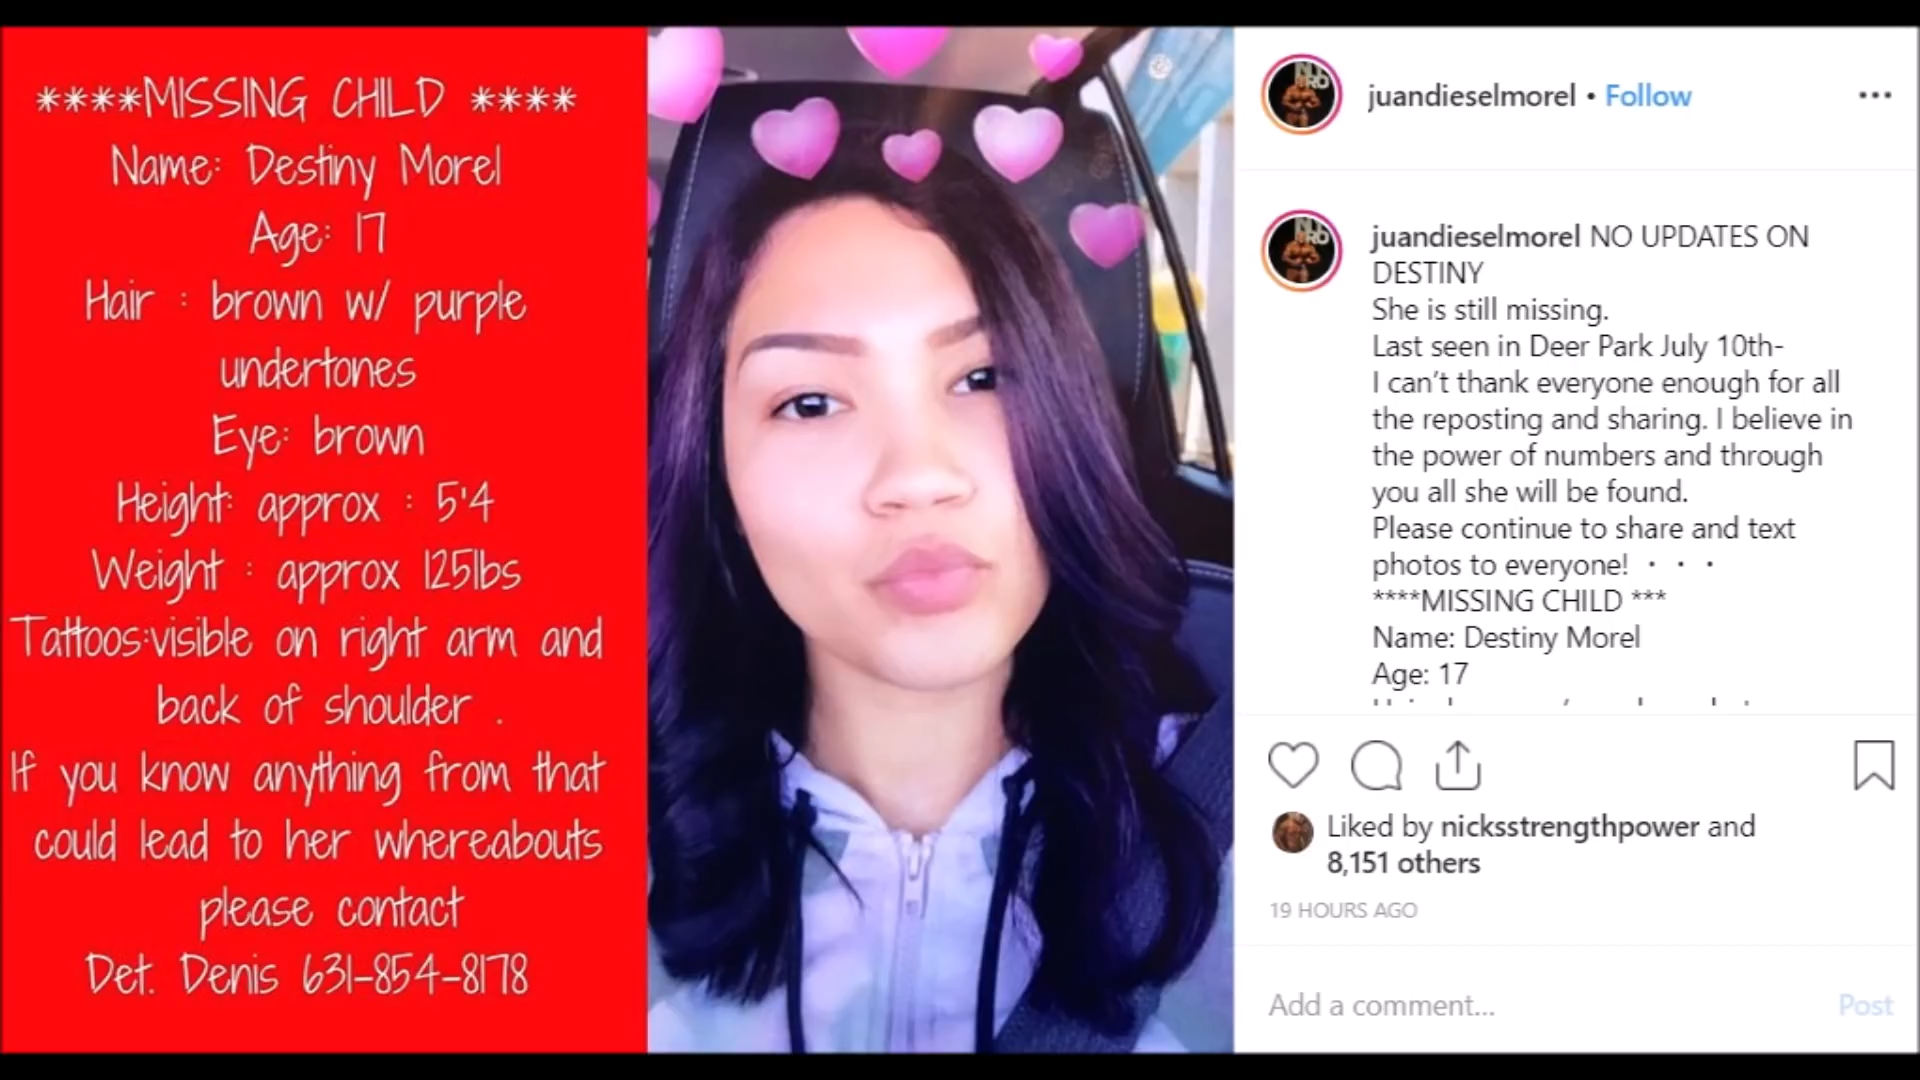 ****MISSING CHILD ****
Name: Destiny Morel
Age: 17
Hair : brown w/ purple
undertones
Eye: brown
Height: approx : 5'4
Weight : approx 125lbs
Tattoos:visible on right arm and
back of shoulder .
If you know anything from that
could lead to her whereabouts
please contact
Det. Denis 631-854-8178
juandieselmorel • Follow
juandieselmorel NO UPDATES ON
DESTINY
She is still missing.
Last seen in Deer Park July 10th-
I can't thank everyone enough for all
the reposting and sharing. I believe in
the power of numbers and through
you all she will be found.
Please continue to share and text
photos to everyone! • • •
****MISSING CHILD ***
Name: Destiny Morel
Age: 17
Liked by nicksstrengthpower and
8,151 others
19 HOURS AGO
Add a comment... Post